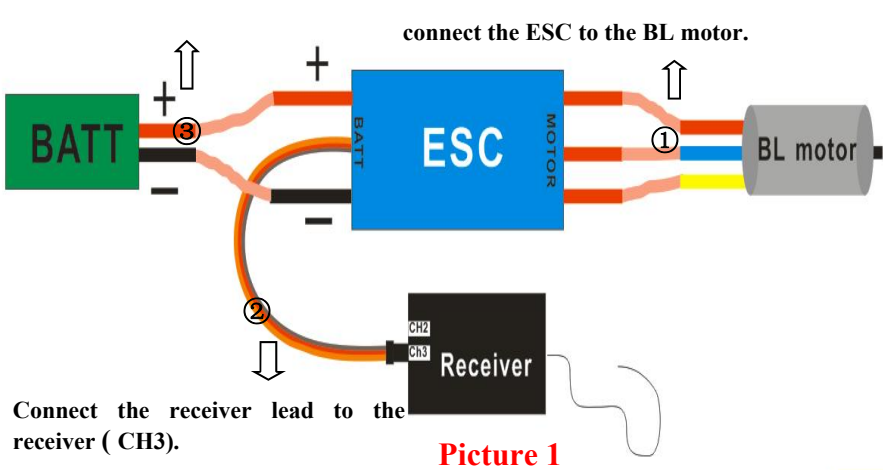 connect the ESC to the BL motor.
+
+
③
BATT
BATT
ESC
MOTOR
①
BL motor
−
−
②
CH2
Ch3
Receiver
Connect the receiver lead to the
receiver ( CH3).
Picture 1